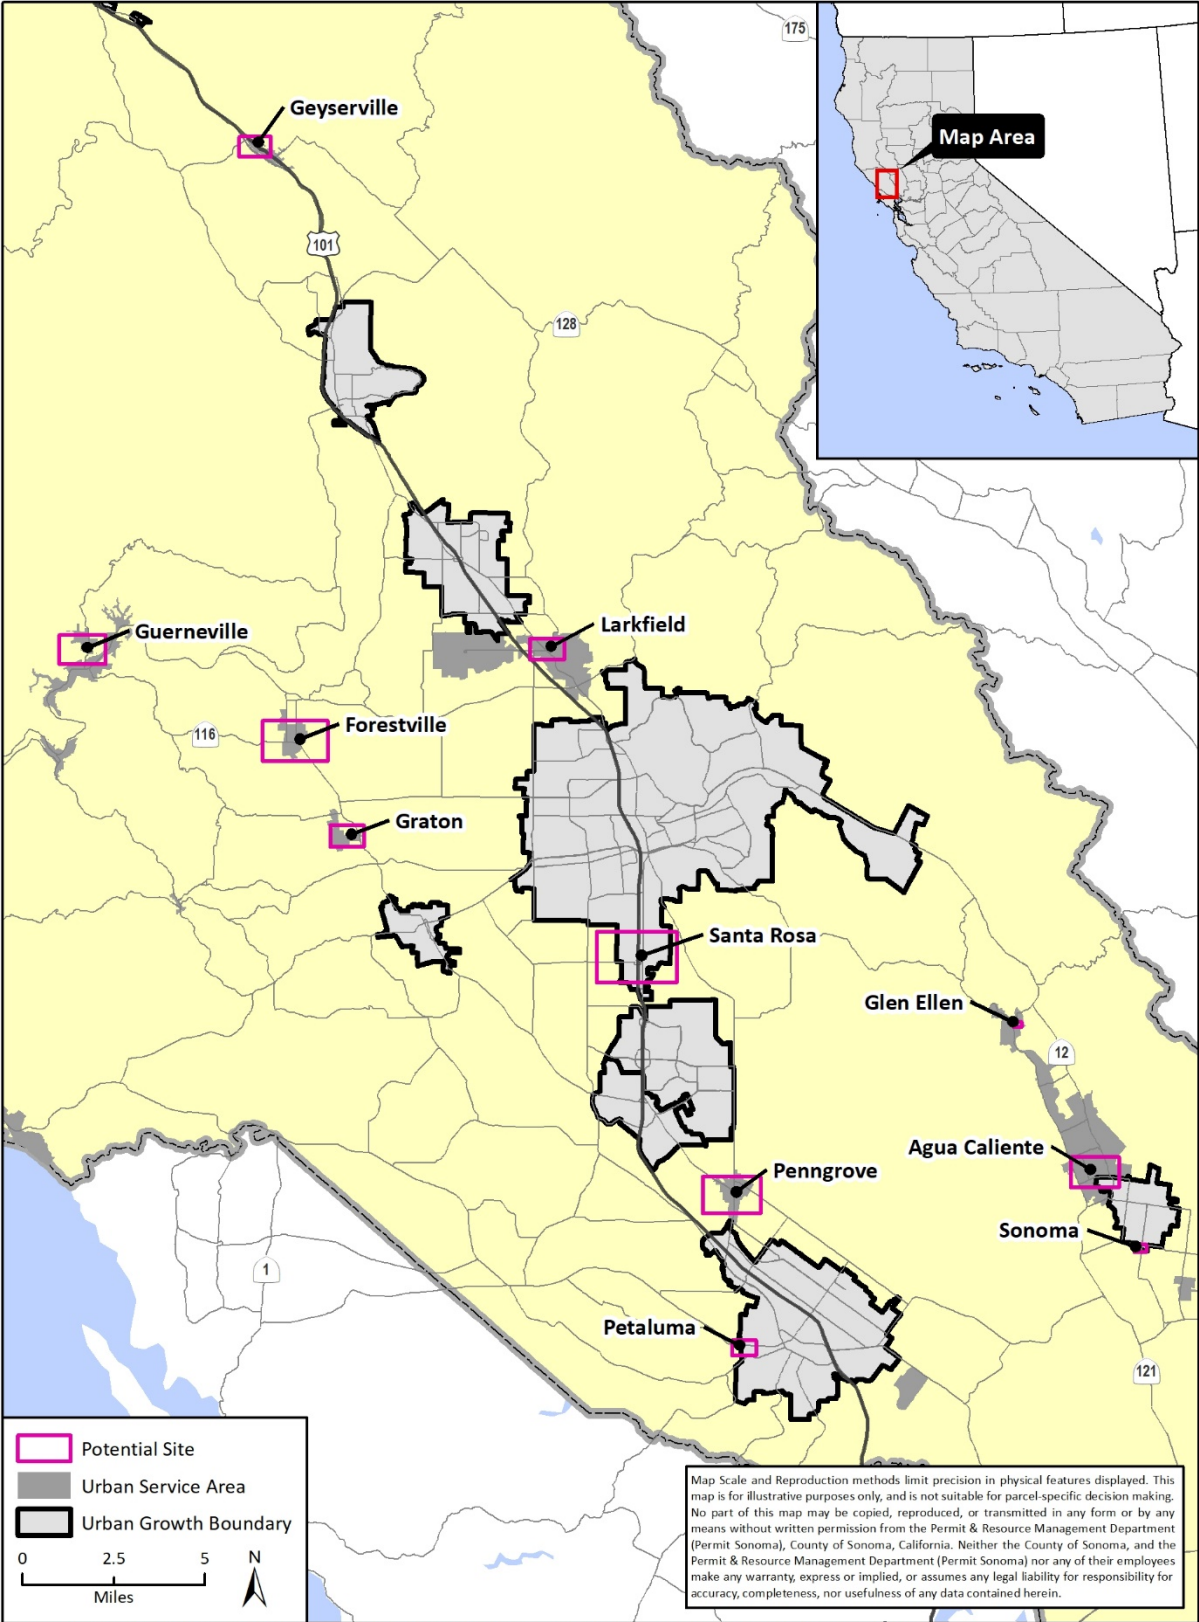 175
Map Area
Geyserville
101
128
Guerneville
Larkfield
116
Forestville
Graton
Santa Rosa
Glen Ellen
12
Agua Caliente
Penngrove
Sonoma
1
Petaluma
121
Potential Site
Urban Service Area
Urban Growth Boundary
0 2.5 5
Miles
N
Map Scale and Reproduction methods limit precision in physical features displayed. This
map is for illustrative purposes only, and is not suitable for parcel-specific decision making.
No part of this map may be copied, reproduced, or transmitted in any form or by any
means without written permission from the Permit & Resource Management Department
(Permit Sonoma), County of Sonoma, California. Neither the County of Sonoma, and the
Permit & Resource Management Department (Permit Sonoma) nor any of their employees
make any warranty, express or implied, or assumes any legal liability for responsibility for
accuracy, completeness, nor usefulness of any data contained herein.